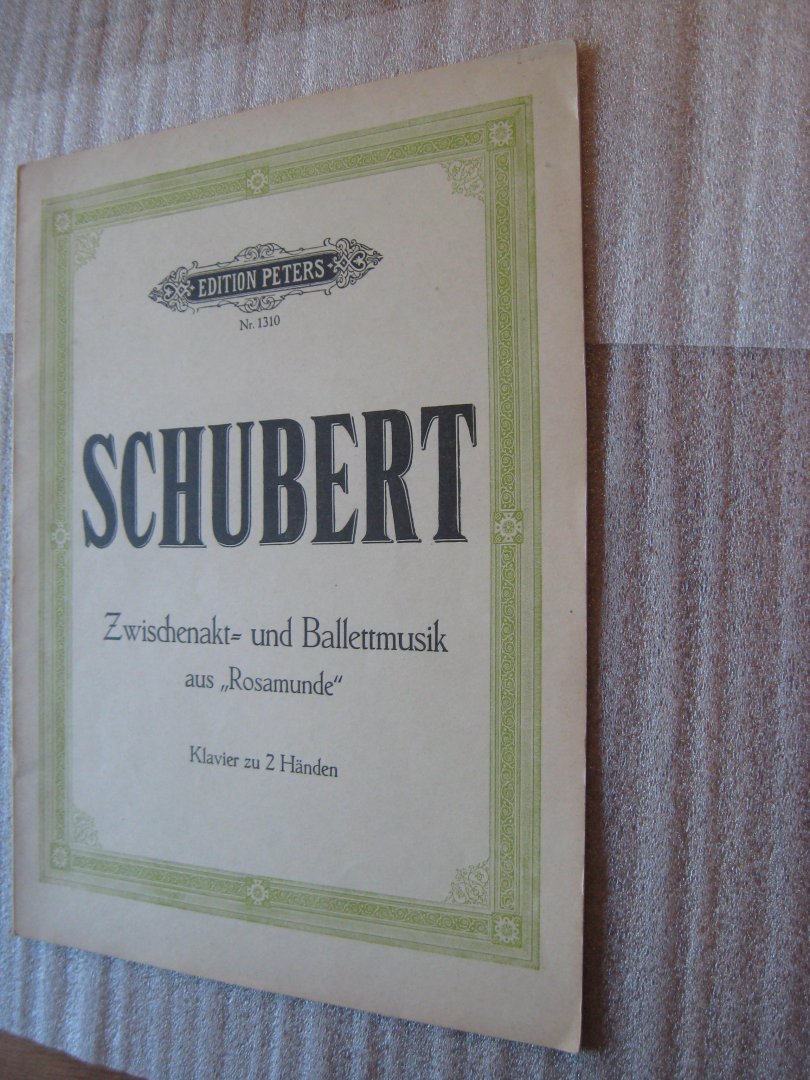 EDITION PETERS
Nr. 1310
SCHUBERT
Zwischenakt= und Ballettmusik
aus „Rosamunde“
Klavier zu 2 Händen